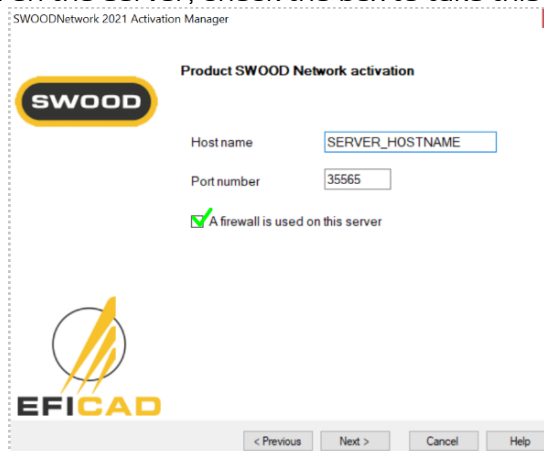 SWOODNetwork 2021 Activation Manager
Product SWOOD Network activation
SWOOD
Host name SERVER_HOSTNAME
Port number 35565
A firewall is used on this server
EFICAD
< Previous Next > Cancel Help